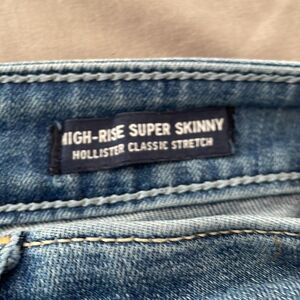 HIGH-RISE SUPER SKINNY
HOLLISTER CLASSIC STRETCH